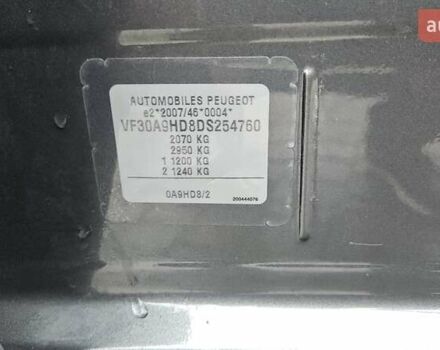 AUTOMOBILES PEUGEOT
e2*2007/46*0004*
VF30A9HD8DS254760
2070 KG
2950 KG
1 1200 KG
2 1240 KG
0A9HD8/2
200444076